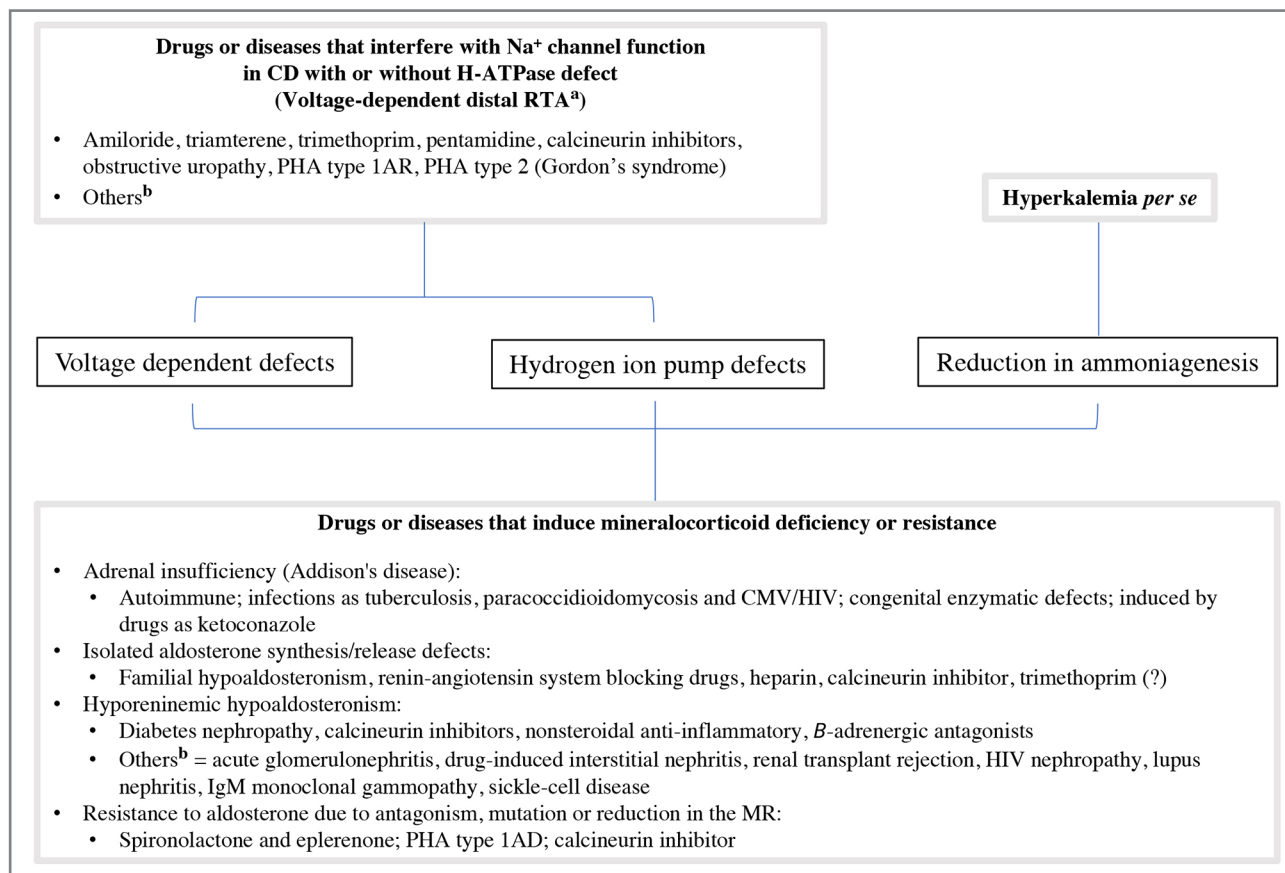 Drugs or diseases that interfere with Na⁺ channel function
in CD with or without H-ATPase defect
(Voltage-dependent distal RTAᵃ)
• Amiloride, triamterene, trimethoprim, pentamidine, calcineurin inhibitors,
obstructive uropathy, PHA type 1AR, PHA type 2 (Gordon’s syndrome)
• Othersᵇ
Hyperkalemia per se
Voltage dependent defects
Hydrogen ion pump defects
Reduction in ammoniagenesis
Drugs or diseases that induce mineralocorticoid deficiency or resistance
• Adrenal insufficiency (Addison's disease):
• Autoimmune; infections as tuberculosis, paracoccidioidomycosis and CMV/HIV; congenital enzymatic defects; induced by
drugs as ketoconazole
• Isolated aldosterone synthesis/release defects:
• Familial hypoaldosteronism, renin-angiotensin system blocking drugs, heparin, calcineurin inhibitor, trimethoprim (?)
• Hyporeninemic hypoaldosteronism:
• Diabetes nephropathy, calcineurin inhibitors, nonsteroidal anti-inflammatory, B-adrenergic antagonists
• Othersᵇ = acute glomerulonephritis, drug-induced interstitial nephritis, renal transplant rejection, HIV nephropathy, lupus
nephritis, IgM monoclonal gammopathy, sickle-cell disease
• Resistance to aldosterone due to antagonism, mutation or reduction in the MR:
• Spironolactone and eplerenone; PHA type 1AD; calcineurin inhibitor